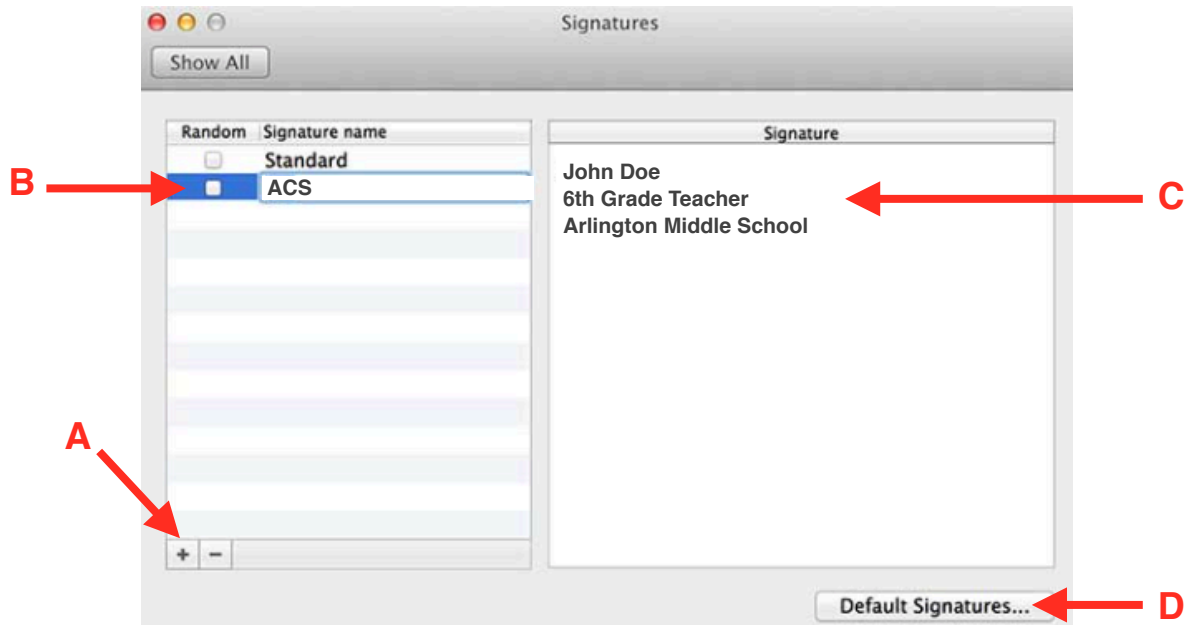 Signatures
Show All
Random Signature name
Signature
Standard
B
ACS
John Doe
6th Grade Teacher
Arlington Middle School
C
A
+ −
Default Signatures...
D